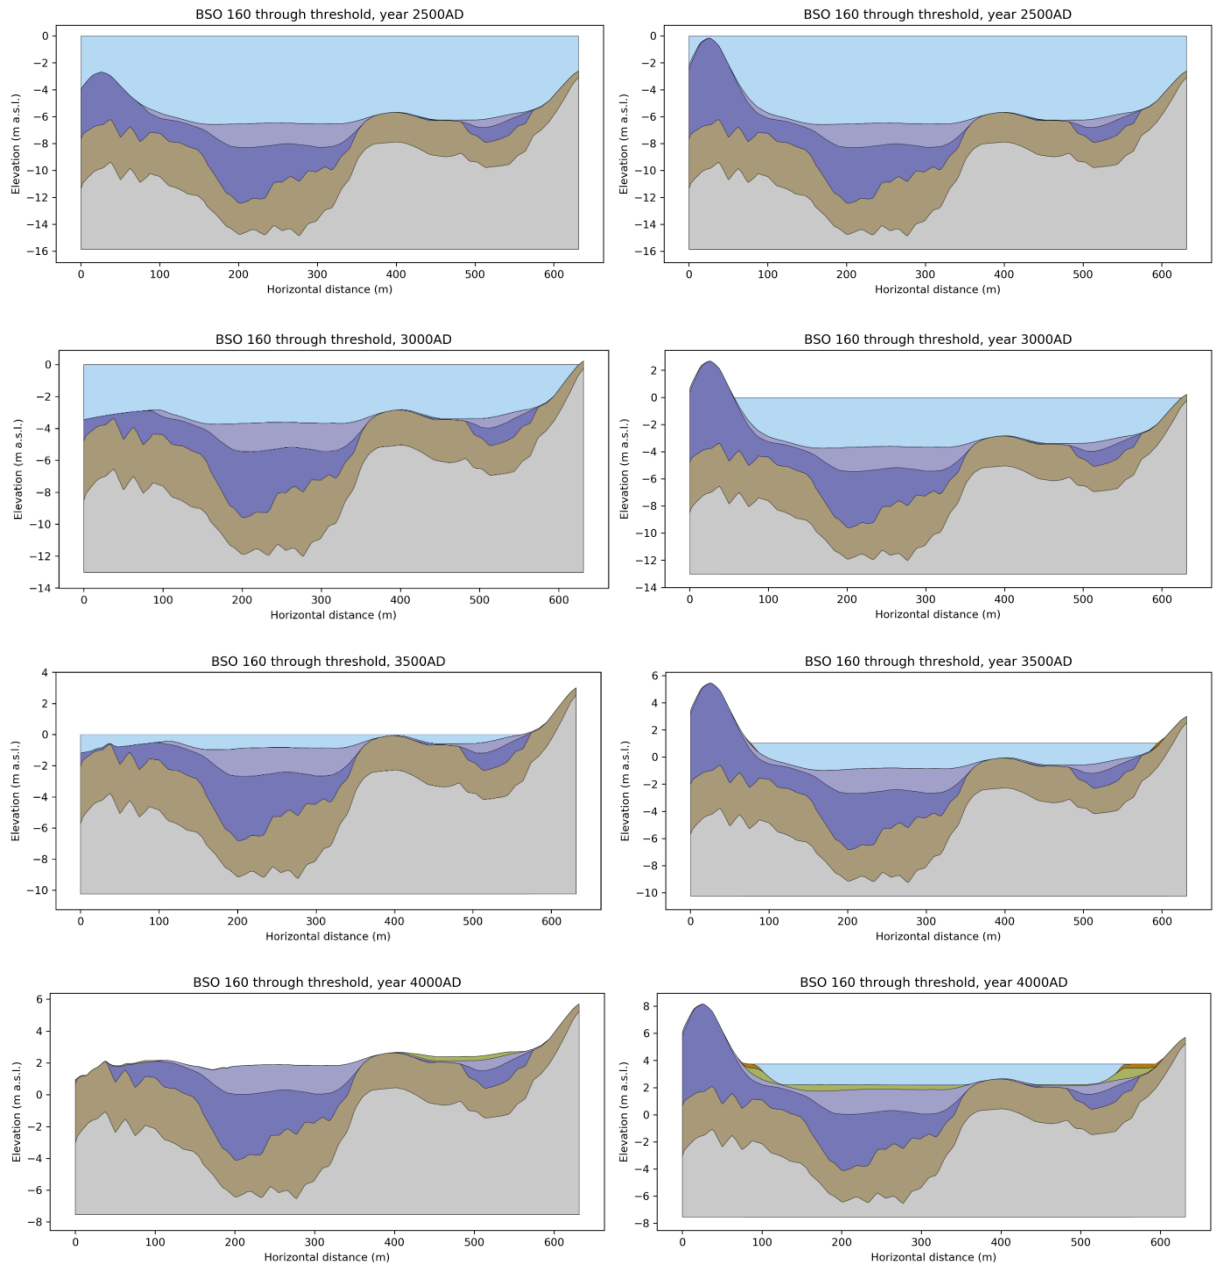 BSO 160 through threshold, year 2500AD
0
−2
−4
−6
−8
−10
−12
−14
−16
Elevation (m a.s.l.)
0 100 200 300 400 500 600
Horizontal distance (m)
BSO 160 through threshold, year 2500AD
0
−2
−4
−6
−8
−10
−12
−14
−16
Elevation (m a.s.l.)
0 100 200 300 400 500 600
Horizontal distance (m)
BSO 160 through threshold, 3000AD
0
−2
−4
−6
−8
−10
−12
−14
Elevation (m a.s.l.)
0 100 200 300 400 500 600
Horizontal distance (m)
BSO 160 through threshold, year 3000AD
2
0
−2
−4
−6
−8
−10
−12
−14
Elevation (m a.s.l.)
0 100 200 300 400 500 600
Horizontal distance (m)
BSO 160 through threshold, 3500AD
4
2
0
−2
−4
−6
−8
−10
Elevation (m a.s.l.)
0 100 200 300 400 500 600
Horizontal distance (m)
BSO 160 through threshold, year 3500AD
6
4
2
0
−2
−4
−6
−8
−10
Elevation (m a.s.l.)
0 100 200 300 400 500 600
Horizontal distance (m)
BSO 160 through threshold, year 4000AD
6
4
2
0
−2
−4
−6
−8
Elevation (m a.s.l.)
0 100 200 300 400 500 600
Horizontal distance (m)
BSO 160 through threshold, year 4000AD
8
6
4
2
0
−2
−4
−6
−8
Elevation (m a.s.l.)
0 100 200 300 400 500 600
Horizontal distance (m)